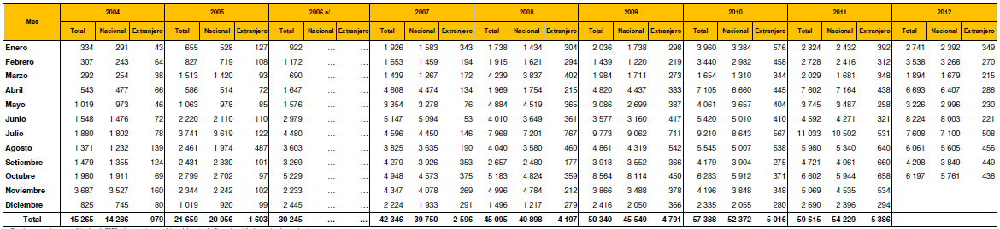 Mes 2004 2005 2006 a/ 2007 2008 2009 2010 2011 2012
Total Nacional Extranjero Total Nacional Extranjero Total Nacional Extranjero Total Nacional Extranjero Total Nacional Extranjero Total Nacional Extranjero Total Nacional Extranjero Total Nacional Extranjero Total Nacional Extranjero
Enero 334 291 43 655 528 127 922 ... ... 1 926 1 583 343 1 738 1 434 304 2 036 1 738 298 3 960 3 384 576 2 824 2 432 392 2 741 2 392 349
Febrero 307 243 64 827 719 108 1 172 ... ... 1 653 1 459 194 1 915 1 621 294 1 439 1 220 219 3 440 2 982 458 2 728 2 416 312 3 538 3 268 270
Marzo 292 254 38 1 513 1 420 93 690 ... ... 1 439 1 267 172 4 239 3 837 402 1 984 1 711 273 1 654 1 310 344 2 029 1 681 348 1 894 1 679 215
Abril 543 477 66 586 514 72 1 647 ... ... 4 608 4 474 134 1 969 1 754 215 4 820 4 437 383 7 105 6 660 445 7 602 7 164 438 6 693 6 407 286
Mayo 1 019 973 46 1 063 978 85 1 576 ... ... 3 354 3 278 76 4 884 4 519 365 3 086 2 699 387 4 061 3 657 404 3 745 3 487 258 3 226 2 996 230
Junio 1 548 1 476 72 2 220 2 110 110 2 979 ... ... 5 147 5 094 53 4 010 3 649 361 3 577 3 160 417 5 420 5 010 410 4 592 4 271 321 8 224 8 003 221
Julio 1 880 1 802 78 3 741 3 619 122 4 480 ... ... 4 596 4 450 146 7 968 7 201 767 9 773 9 062 711 9 210 8 643 567 11 033 10 502 531 7 608 7 100 508
Agosto 1 371 1 232 139 2 461 1 974 487 3 603 ... ... 3 825 3 635 190 4 040 3 580 460 4 861 4 319 542 5 545 5 007 538 5 980 5 340 640 6 061 5 605 456
Setiembre 1 479 1 355 124 2 431 2 330 101 3 269 ... ... 4 279 3 926 353 2 657 2 480 177 3 918 3 552 366 4 179 3 904 275 4 721 4 061 660 4 298 3 849 449
Octubre 1 980 1 911 69 2 799 2 702 97 5 229 ... ... 4 948 4 573 375 5 183 4 824 359 8 564 8 114 450 6 283 5 912 371 6 602 5 944 658 6 197 5 761 436
Noviembre 3 687 3 527 160 2 344 2 242 102 2 233 ... ... 4 347 4 078 269 4 996 4 784 212 3 866 3 488 378 4 196 3 848 348 5 069 4 535 534
Diciembre 825 745 80 1 019 920 99 2 445 ... ... 2 224 1 933 291 1 496 1 217 279 2 416 2 050 366 2 335 2 055 280 2 690 2 396 294
Total 15 265 14 286 979 21 659 20 056 1 603 30 245 ... ... 42 346 39 750 2 596 45 095 40 898 4 197 50 340 45 549 4 791 57 388 52 372 5 016 59 615 54 229 5 386